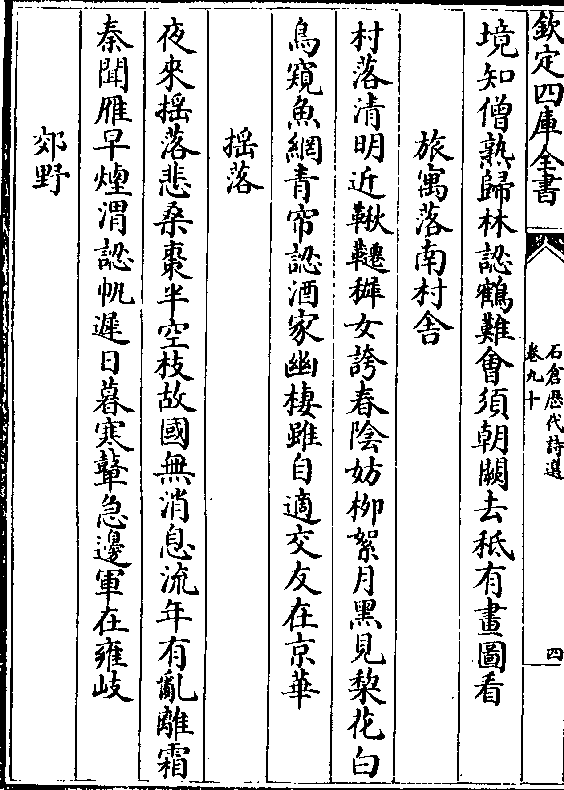 欽定四庫全書
石倉歴代詩選
卷九十
四
境知僧熟歸林認鶴難會須朝闕去秪有畫圖看
旅寓落南村舎
村落清明近鞦韆稺女誇春陰妨栁絮月黒見棃花白
鳥窺魚網青帘認酒家幽棲雖自適交友在京華
揺落
夜來揺落悲桑棗半空枝故國無消息流年有亂離霜
秦聞雁早煙渭認帆遲日暮寒鼙急邊軍在雍岐
郊野